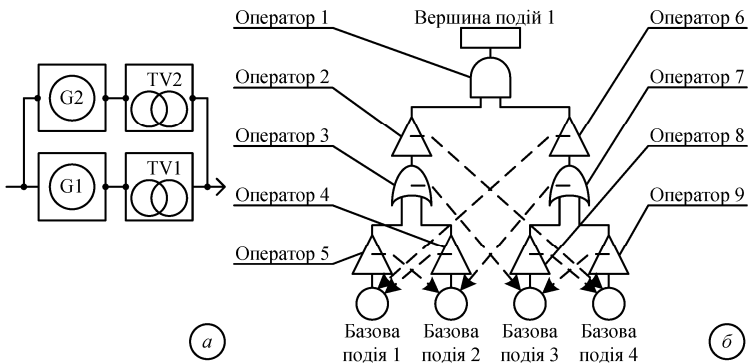 Оператор 1
Вершина подій 1
Оператор 6
Оператор 2
Оператор 7
Оператор 3
Оператор 8
Оператор 4
Оператор 9
Оператор 5
G2
TV2
G1
TV1
Базова подія 1
Базова подія 2
Базова подія 3
Базова подія 4
а
б